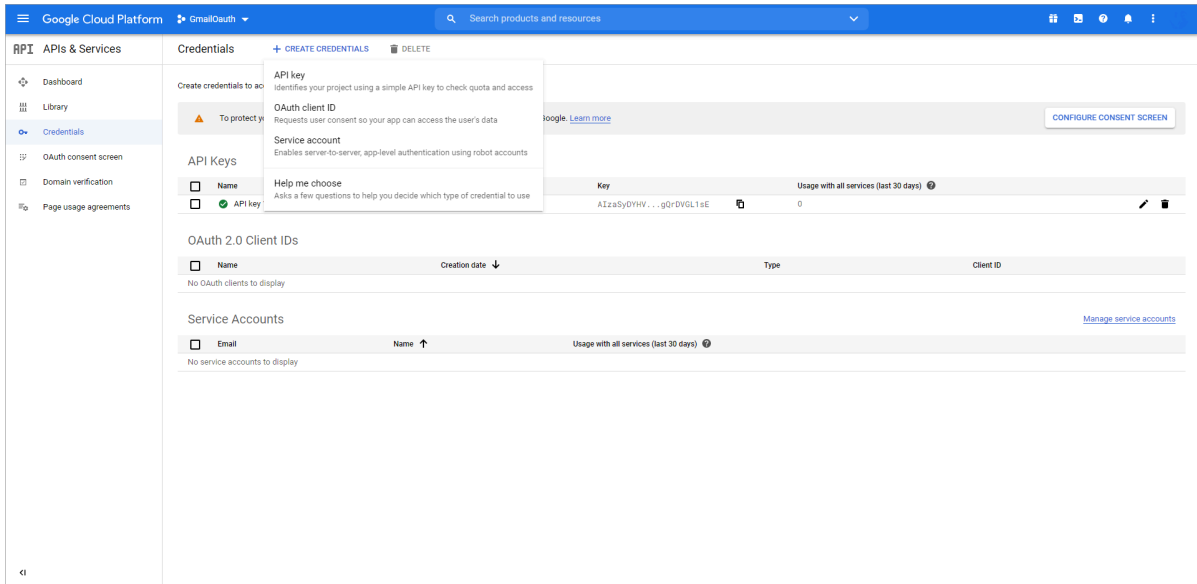 Google Cloud Platform GmailOauth Search products and resources
API APIs & Services
Credentials + CREATE CREDENTIALS DELETE
Dashboard
Library
Credentials
OAuth consent screen
Domain verification
Page usage agreements
Create credentials to ac
API key
Identifies your project using a simple API key to check quota and access
OAuth client ID
Requests user consent so your app can access the user's data
Service account
Enables server-to-server, app-level authentication using robot accounts
Help me choose
Asks a few questions to help you decide which type of credential to use
To protect Google. Learn more CONFIGURE CONSENT SCREEN
API Keys
Name Key Usage with all services (last 30 days)
API key AIzaSyDYHV...gQrDVGL1sE 0
OAuth 2.0 Client IDs
Name Creation date Type Client ID
No OAuth clients to display
Service Accounts Manage service accounts
Email Name Usage with all services (last 30 days)
No service accounts to display